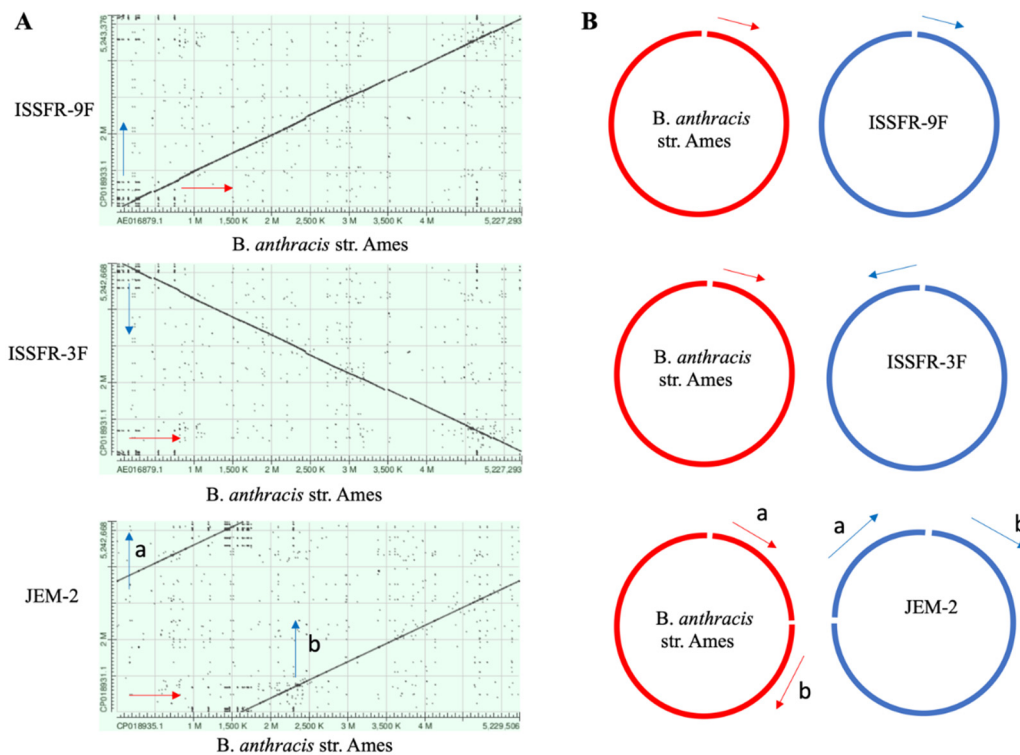 A
B
5,243,376
2 M
CP018933.1
ISSFR-9F
AE016879.1 1 M 1,500 K 2 M 2,500 K 3 M 3,500 K 4 M 5,227,293
B. anthracis str. Ames
B. anthracis
str. Ames
ISSFR-9F
5,242,668
2 M
CP018931.1
ISSFR-3F
AE016879.1 1 M 1,500 K 2 M 2,500 K 3 M 3,500 K 4 M 5,227,293
B. anthracis str. Ames
B. anthracis
str. Ames
ISSFR-3F
5,242,668
2 M
CP018931.1
JEM-2
a
b
CP018935.1 1 M 1,500 K 2 M 2,500 K 3 M 3,500 K 4 M 5,229,506
B. anthracis str. Ames
a
b
B. anthracis
str. Ames
a
b
JEM-2